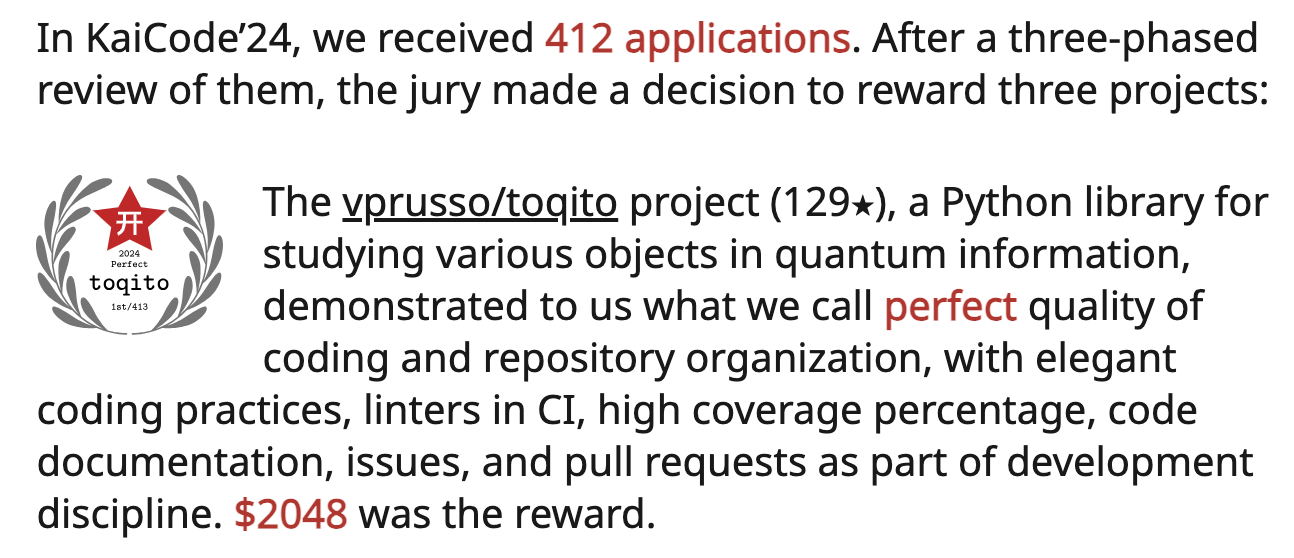 In KaiCode’24, we received 412 applications. After a three-phased
review of them, the jury made a decision to reward three projects:
开
2024
Perfect
toqito
1st/413
The vprusso/toqito project (129★), a Python library for
studying various objects in quantum information,
demonstrated to us what we call perfect quality of
coding and repository organization, with elegant
coding practices, linters in CI, high coverage percentage, code
documentation, issues, and pull requests as part of development
discipline. $2048 was the reward.